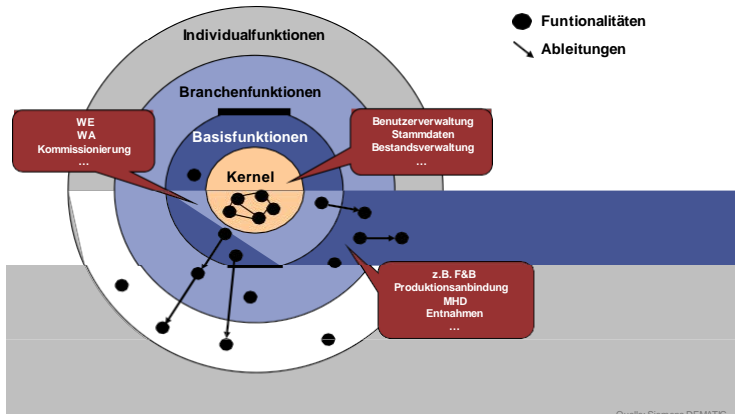 Individualfunktionen
Funtionalitäten
Ableitungen
Branchenfunktionen
WE
WA
Kommissionierung
...
Basisfunktionen
Benutzerverwaltung
Stammdaten
Bestandsverwaltung
...
Kernel
z.B. F&B
Produktionsanbindung
MHD
Entnahmen
...